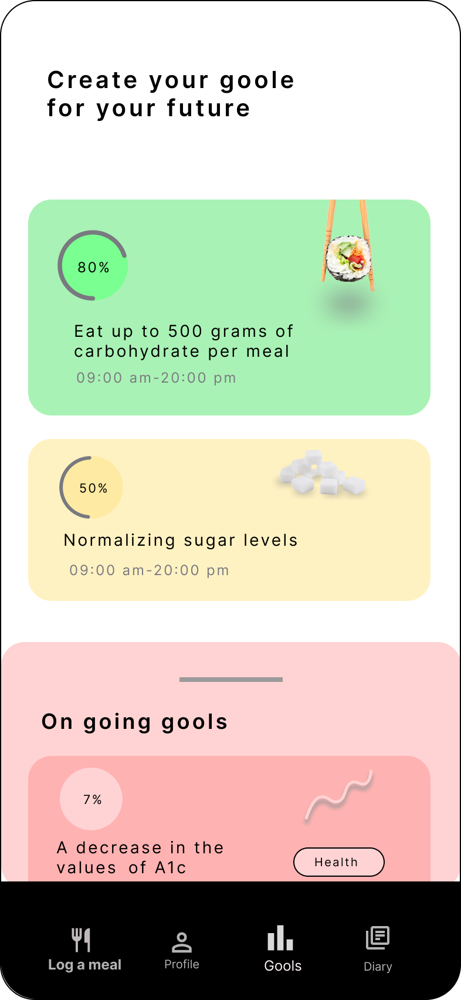 Create your goole
for your future
80%
Eat up to 500 grams of
carbohydrate per meal
09:00 am-20:00 pm
50%
Normalizing sugar levels
09:00 am-20:00 pm
On going gools
7%
A decrease in the
values of A1c
Health
Log a meal
Profile
Gools
Diary